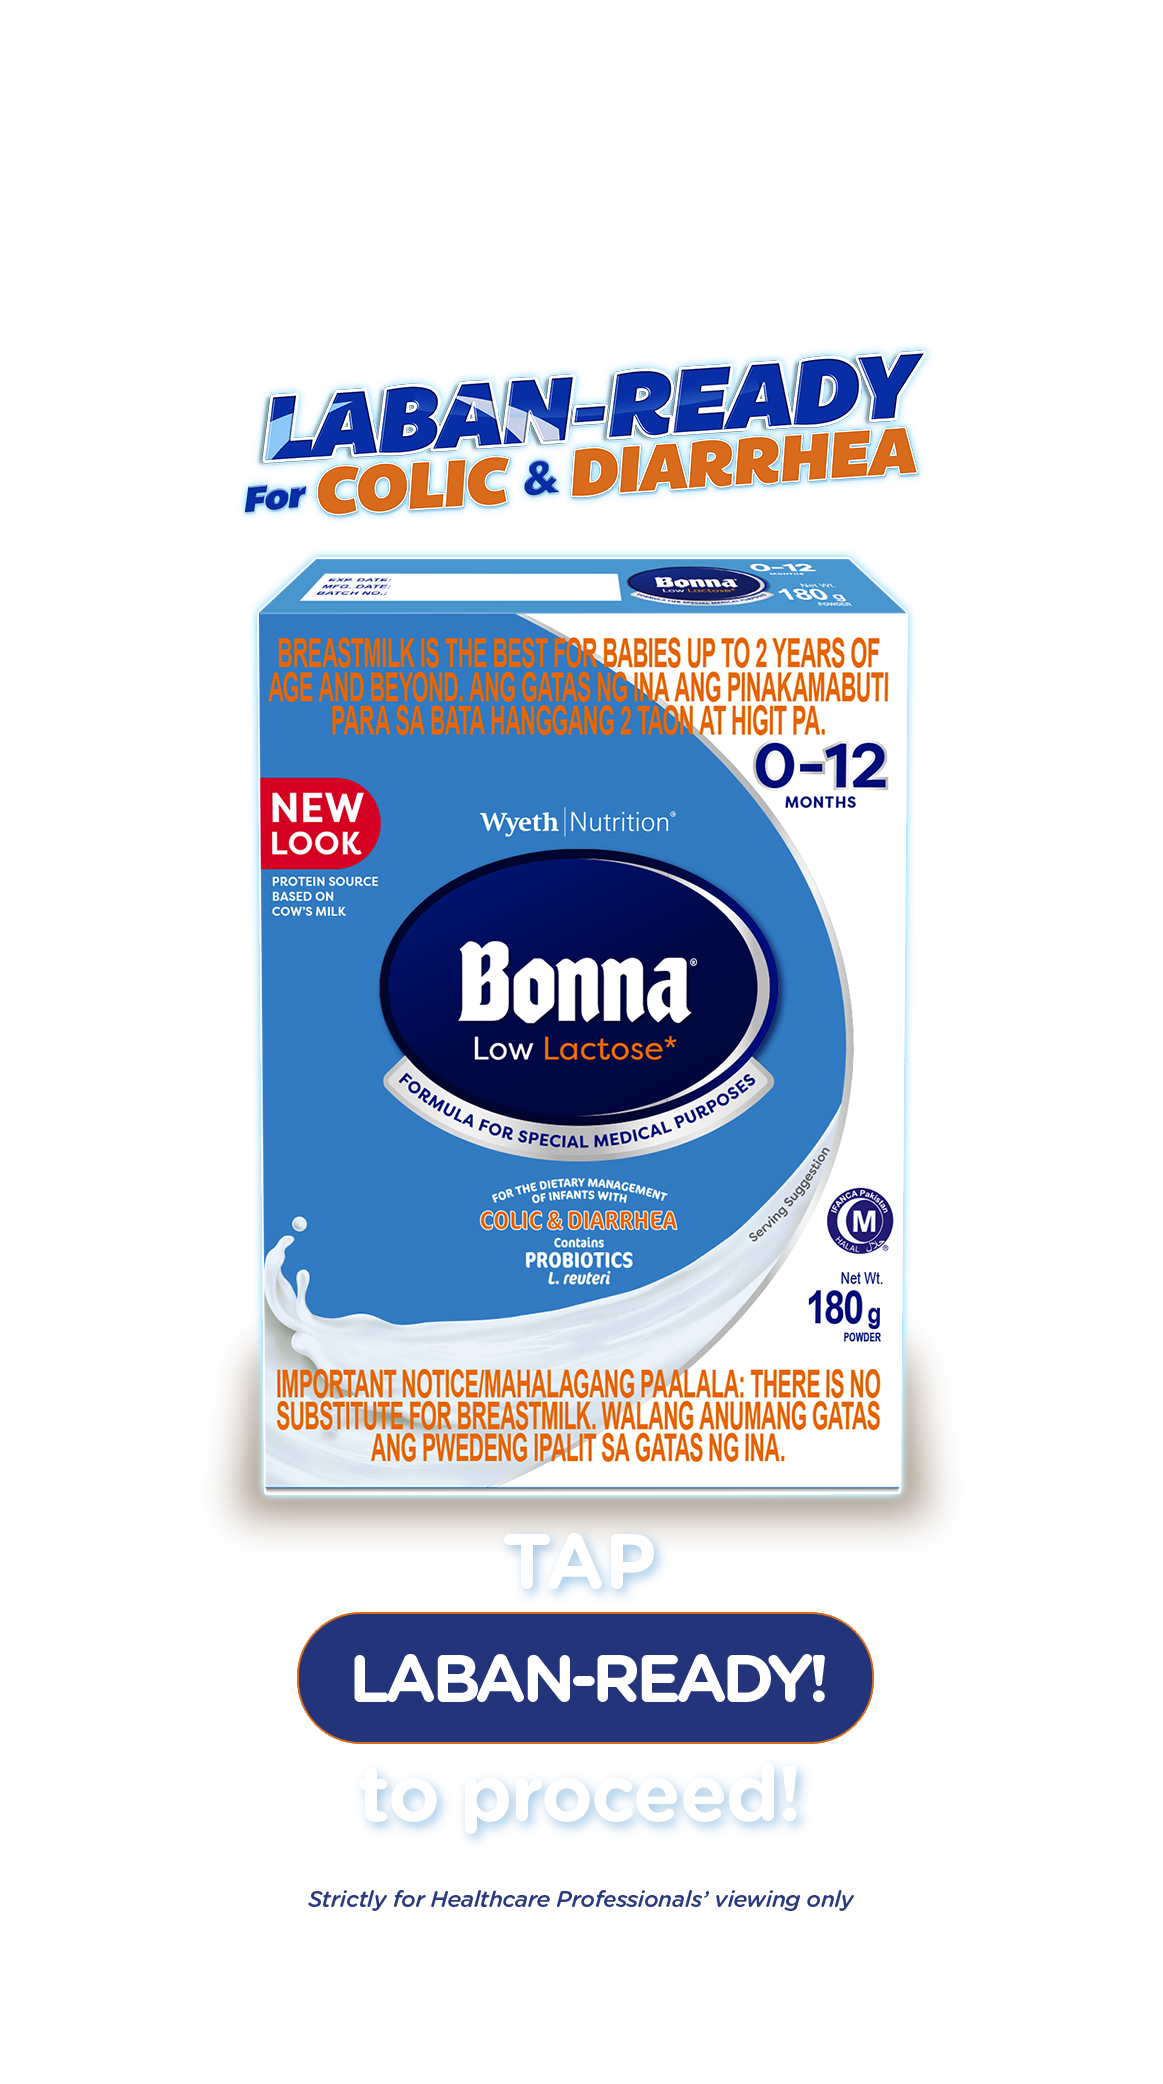 LABAN-READY
For COLIC & DIARRHEA
EXP. DATE:
MFG. DATE:
BATCH NO.:
Bonna
Low Lactose*
FORMULA FOR SPECIAL MEDICAL PURPOSES
0-12
MONTHS
Net Wt.
180 g
POWDER
BREASTMILK IS THE BEST FOR BABIES UP TO 2 YEARS OF
AGE AND BEYOND. ANG GATAS NG INA ANG PINAKAMABUTI
PARA SA BATA HANGGANG 2 TAON AT HIGIT PA.
0-12
MONTHS
NEW
LOOK
PROTEIN SOURCE
BASED ON
COW'S MILK
Wyeth Nutrition®
Bonna®
Low Lactose*
FORMULA FOR SPECIAL MEDICAL PURPOSES
FOR THE DIETARY MANAGEMENT
OF INFANTS WITH
COLIC & DIARRHEA
Contains
PROBIOTICS
L. reuteri
Serving Suggestion
IFANCA Pakistan
M
HALAL حلال ®
Net Wt.
180 g
POWDER
IMPORTANT NOTICE/MAHALAGANG PAALALA: THERE IS NO
SUBSTITUTE FOR BREASTMILK. WALANG ANUMANG GATAS
ANG PWEDENG IPALIT SA GATAS NG INA.
TAP
LABAN-READY!
to proceed!
Strictly for Healthcare Professionals' viewing only